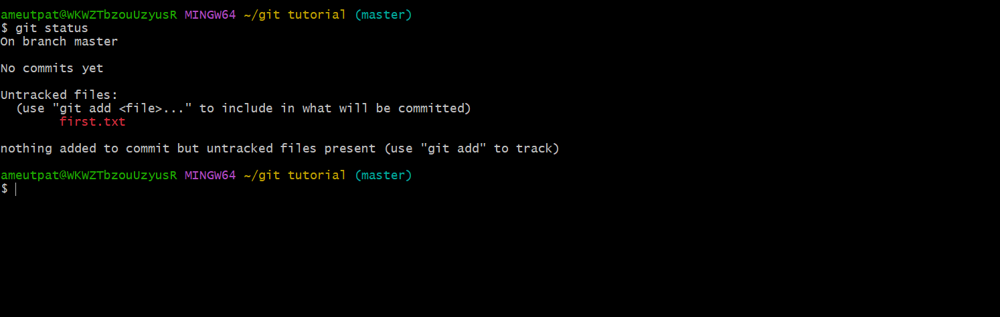 ameutpat@WKWZTbzouUzyusR MINGW64 ~/git tutorial (master)
$ git status
On branch master
No commits yet
Untracked files:
  (use "git add <file>..." to include in what will be committed)
        first.txt
nothing added to commit but untracked files present (use "git add" to track)
ameutpat@WKWZTbzouUzyusR MINGW64 ~/git tutorial (master)
$